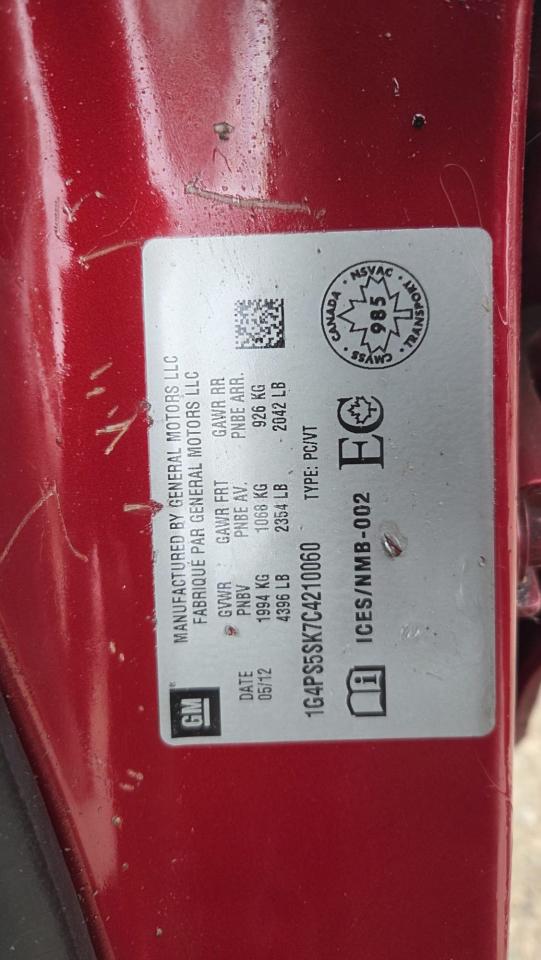 GM
MANUFACTURED BY GENERAL MOTORS LLC
FABRIQUÉ PAR GENERAL MOTORS LLC
DATE GVWR GAWR FRT GAWR RR
05/12 PNBV PNBE AV. PNBE ARR.
1994 KG 1068 KG 926 KG
4396 LB 2354 LB 2042 LB
1G4PS5SK7C4210060 TYPE: PC/VT
i ICES/NMB-002 EC
CANADA · NSVAC · TRANSPORT · CMVSS ·
985